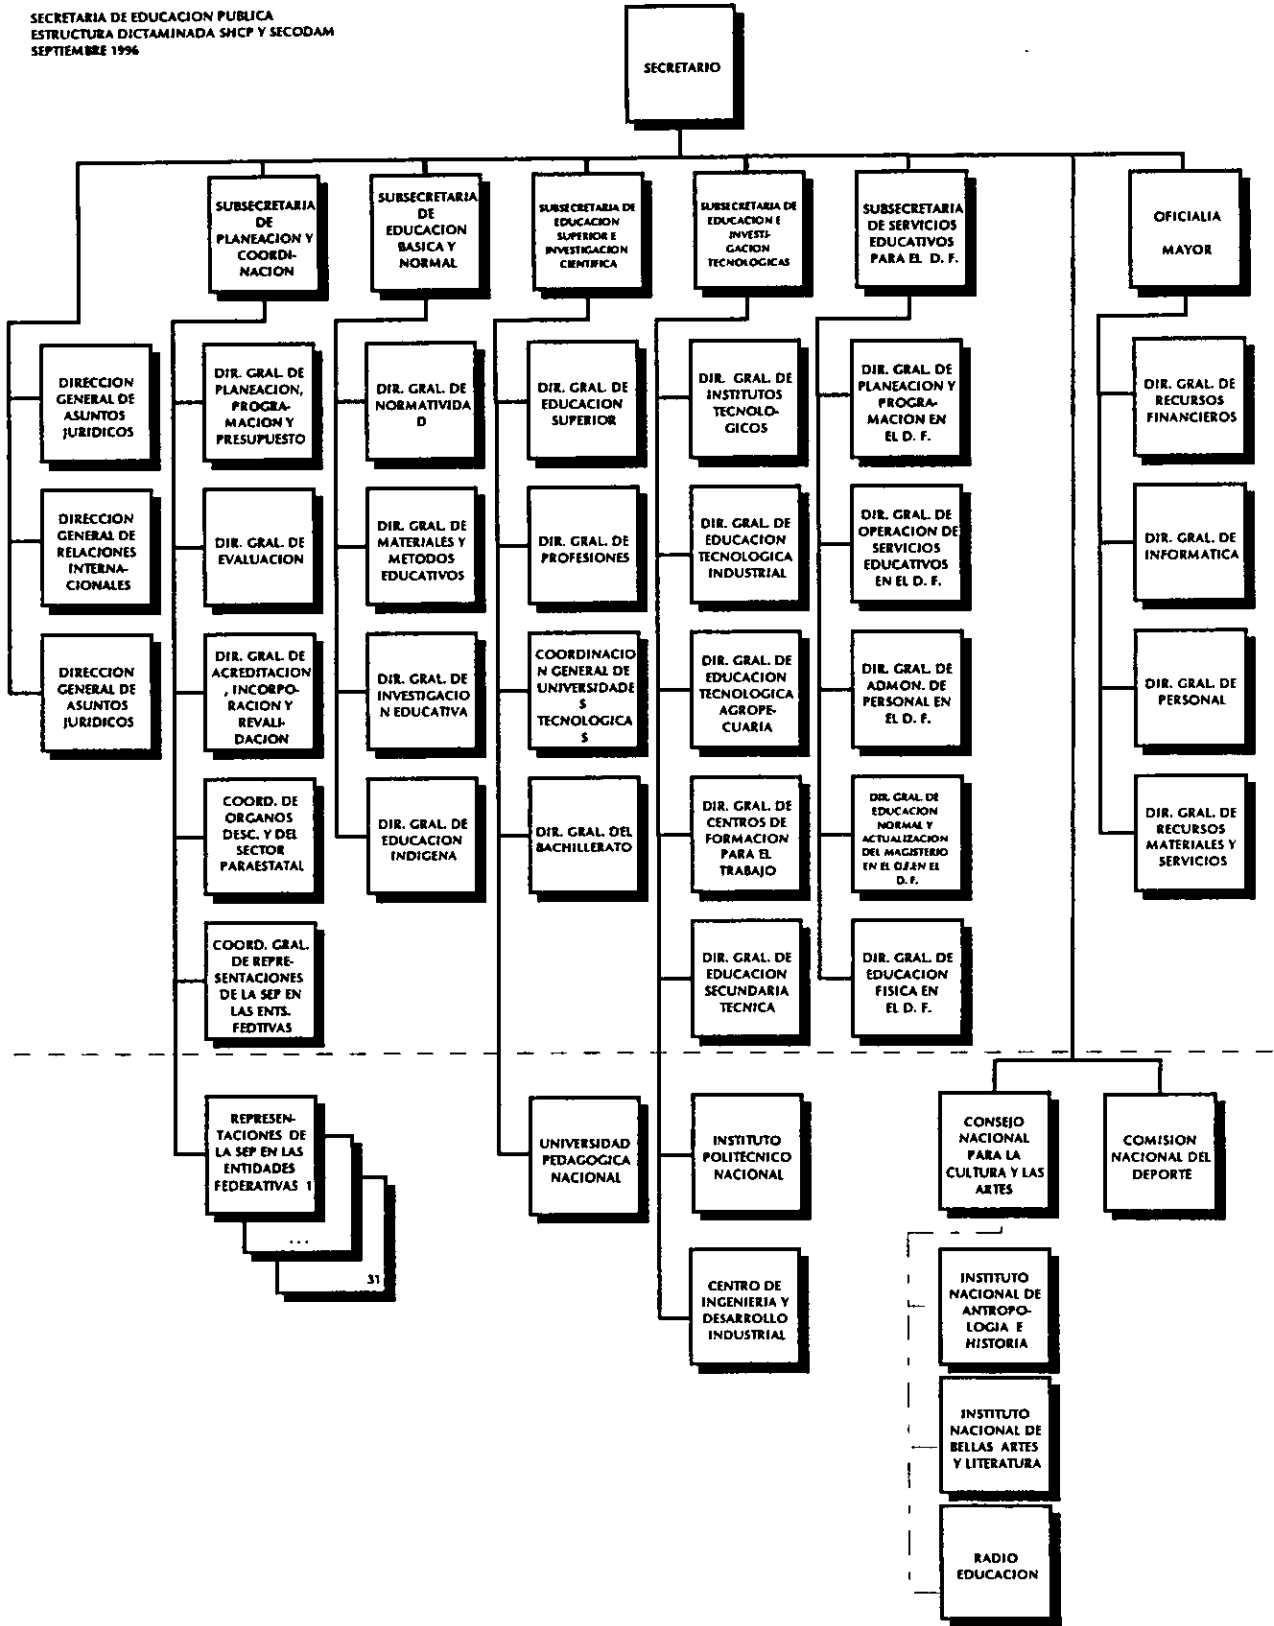 SECRETARIA DE EDUCACION PUBLICA
ESTRUCTURA DICTAMINADA SHCP Y SECODAM
SEPTIEMBRE 1996
SECRETARIO
SUBSECRETARIA
DE
PLANEACION Y
COORDI-
NACION
SUBSECRETARIA
DE
EDUCACION
BASICA Y
NORMAL
SUBSECRETARIA DE
EDUCACION
SUPERIOR E
INVESTIGACION
CIENTIFICA
SUBSECRETARIA DE
EDUCACION E
INVESTI-
GACION
TECNOLOGICAS
SUBSECRETARIA
DE SERVICIOS
EDUCATIVOS
PARA EL D. F.
OFICIALIA
MAYOR
DIRECCION
GENERAL DE
ASUNTOS
JURIDICOS
DIR. GRAL. DE
PLANEACION,
PROGRA-
MACION Y
PRESUPUESTO
DIR. GRAL. DE
NORMATIVIDA
D
DIR. GRAL. DE
EDUCACION
SUPERIOR
DIR. GRAL. DE
INSTITUTOS
TECNOLO-
GICOS
DIR. GRAL. DE
PLANEACION Y
PROGRA-
MACION EN
EL D. F.
DIR. GRAL. DE
RECURSOS
FINANCIEROS
DIRECCION
GENERAL DE
RELACIONES
INTERNA-
CIONALES
DIR. GRAL. DE
EVALUACION
DIR. GRAL. DE
MATERIALES Y
METODOS
EDUCATIVOS
DIR. GRAL. DE
PROFESIONES
DIR. GRAL. DE
EDUCACION
TECNOLOGICA
INDUSTRIAL
DIR. GRAL. DE
OPERACION DE
SERVICIOS
EDUCATIVOS
EN EL D. F.
DIR. GRAL. DE
INFORMATICA
DIRECCION
GENERAL DE
ASUNTOS
JURIDICOS
DIR. GRAL. DE
ACREDITACION
, INCORPO-
RACION Y
REVALI-
DACION
DIR. GRAL. DE
INVESTIGACIO
N EDUCATIVA
COORDINACIO
N GENERAL DE
UNIVERSIDADE
S
TECNOLOGICA
S
DIR. GRAL. DE
EDUCACION
TECNOLOGICA
AGROPE-
CUARIA
DIR. GRAL. DE
ADMON. DE
PERSONAL EN
EL D. F.
DIR. GRAL. DE
PERSONAL
COORD. DE
ORGANOS
DESC. Y DEL
SECTOR
PARAESTATAL
DIR. GRAL. DE
EDUCACION
INDIGENA
DIR. GRAL. DEL
BACHILLERATO
DIR. GRAL. DE
CENTROS DE
FORMACION
PARA EL
TRABAJO
DIR. GRAL. DE
EDUCACION
NORMAL Y
ACTUALIZACION
DEL MAGISTERIO
EN EL D.F.EN EL
D. F.
DIR. GRAL. DE
RECURSOS
MATERIALES Y
SERVICIOS
COORD. GRAL.
DE REPRE-
SENTACIONES
DE LA SEP EN
LAS ENTS.
FEDTIVAS
DIR. GRAL. DE
EDUCACION
SECUNDARIA
TECNICA
DIR. GRAL. DE
EDUCACION
FISICA EN
EL D. F.
REPRESEN-
TACIONES DE
LA SEP EN LAS
ENTIDADES
FEDERATIVAS 1
...
31
UNIVERSIDAD
PEDAGOGICA
NACIONAL
INSTITUTO
POLITECNICO
NACIONAL
CONSEJO
NACIONAL
PARA LA
CULTURA Y LAS
ARTES
COMISION
NACIONAL DEL
DEPORTE
CENTRO DE
INGENIERIA Y
DESARROLLO
INDUSTRIAL
INSTITUTO
NACIONAL DE
ANTROPO-
LOGIA E
HISTORIA
INSTITUTO
NACIONAL DE
BELLAS ARTES
Y LITERATURA
RADIO
EDUCACION